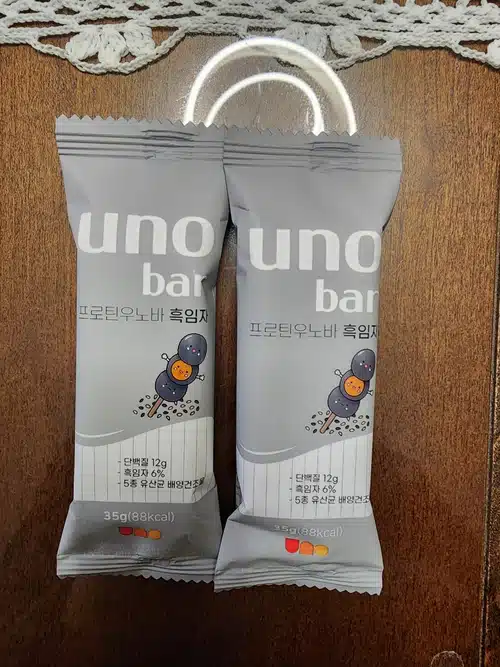 uno
bar
프로틴우노바 흑임자
- 단백질 12g
- 흑임자 6%
- 5종 유산균 배양건조물
35g(88kcal)
uno
bar
프로틴우노바 흑임자
- 단백질 12g
- 흑임자 6%
- 5종 유산균 배양건조
35g(88kcal)